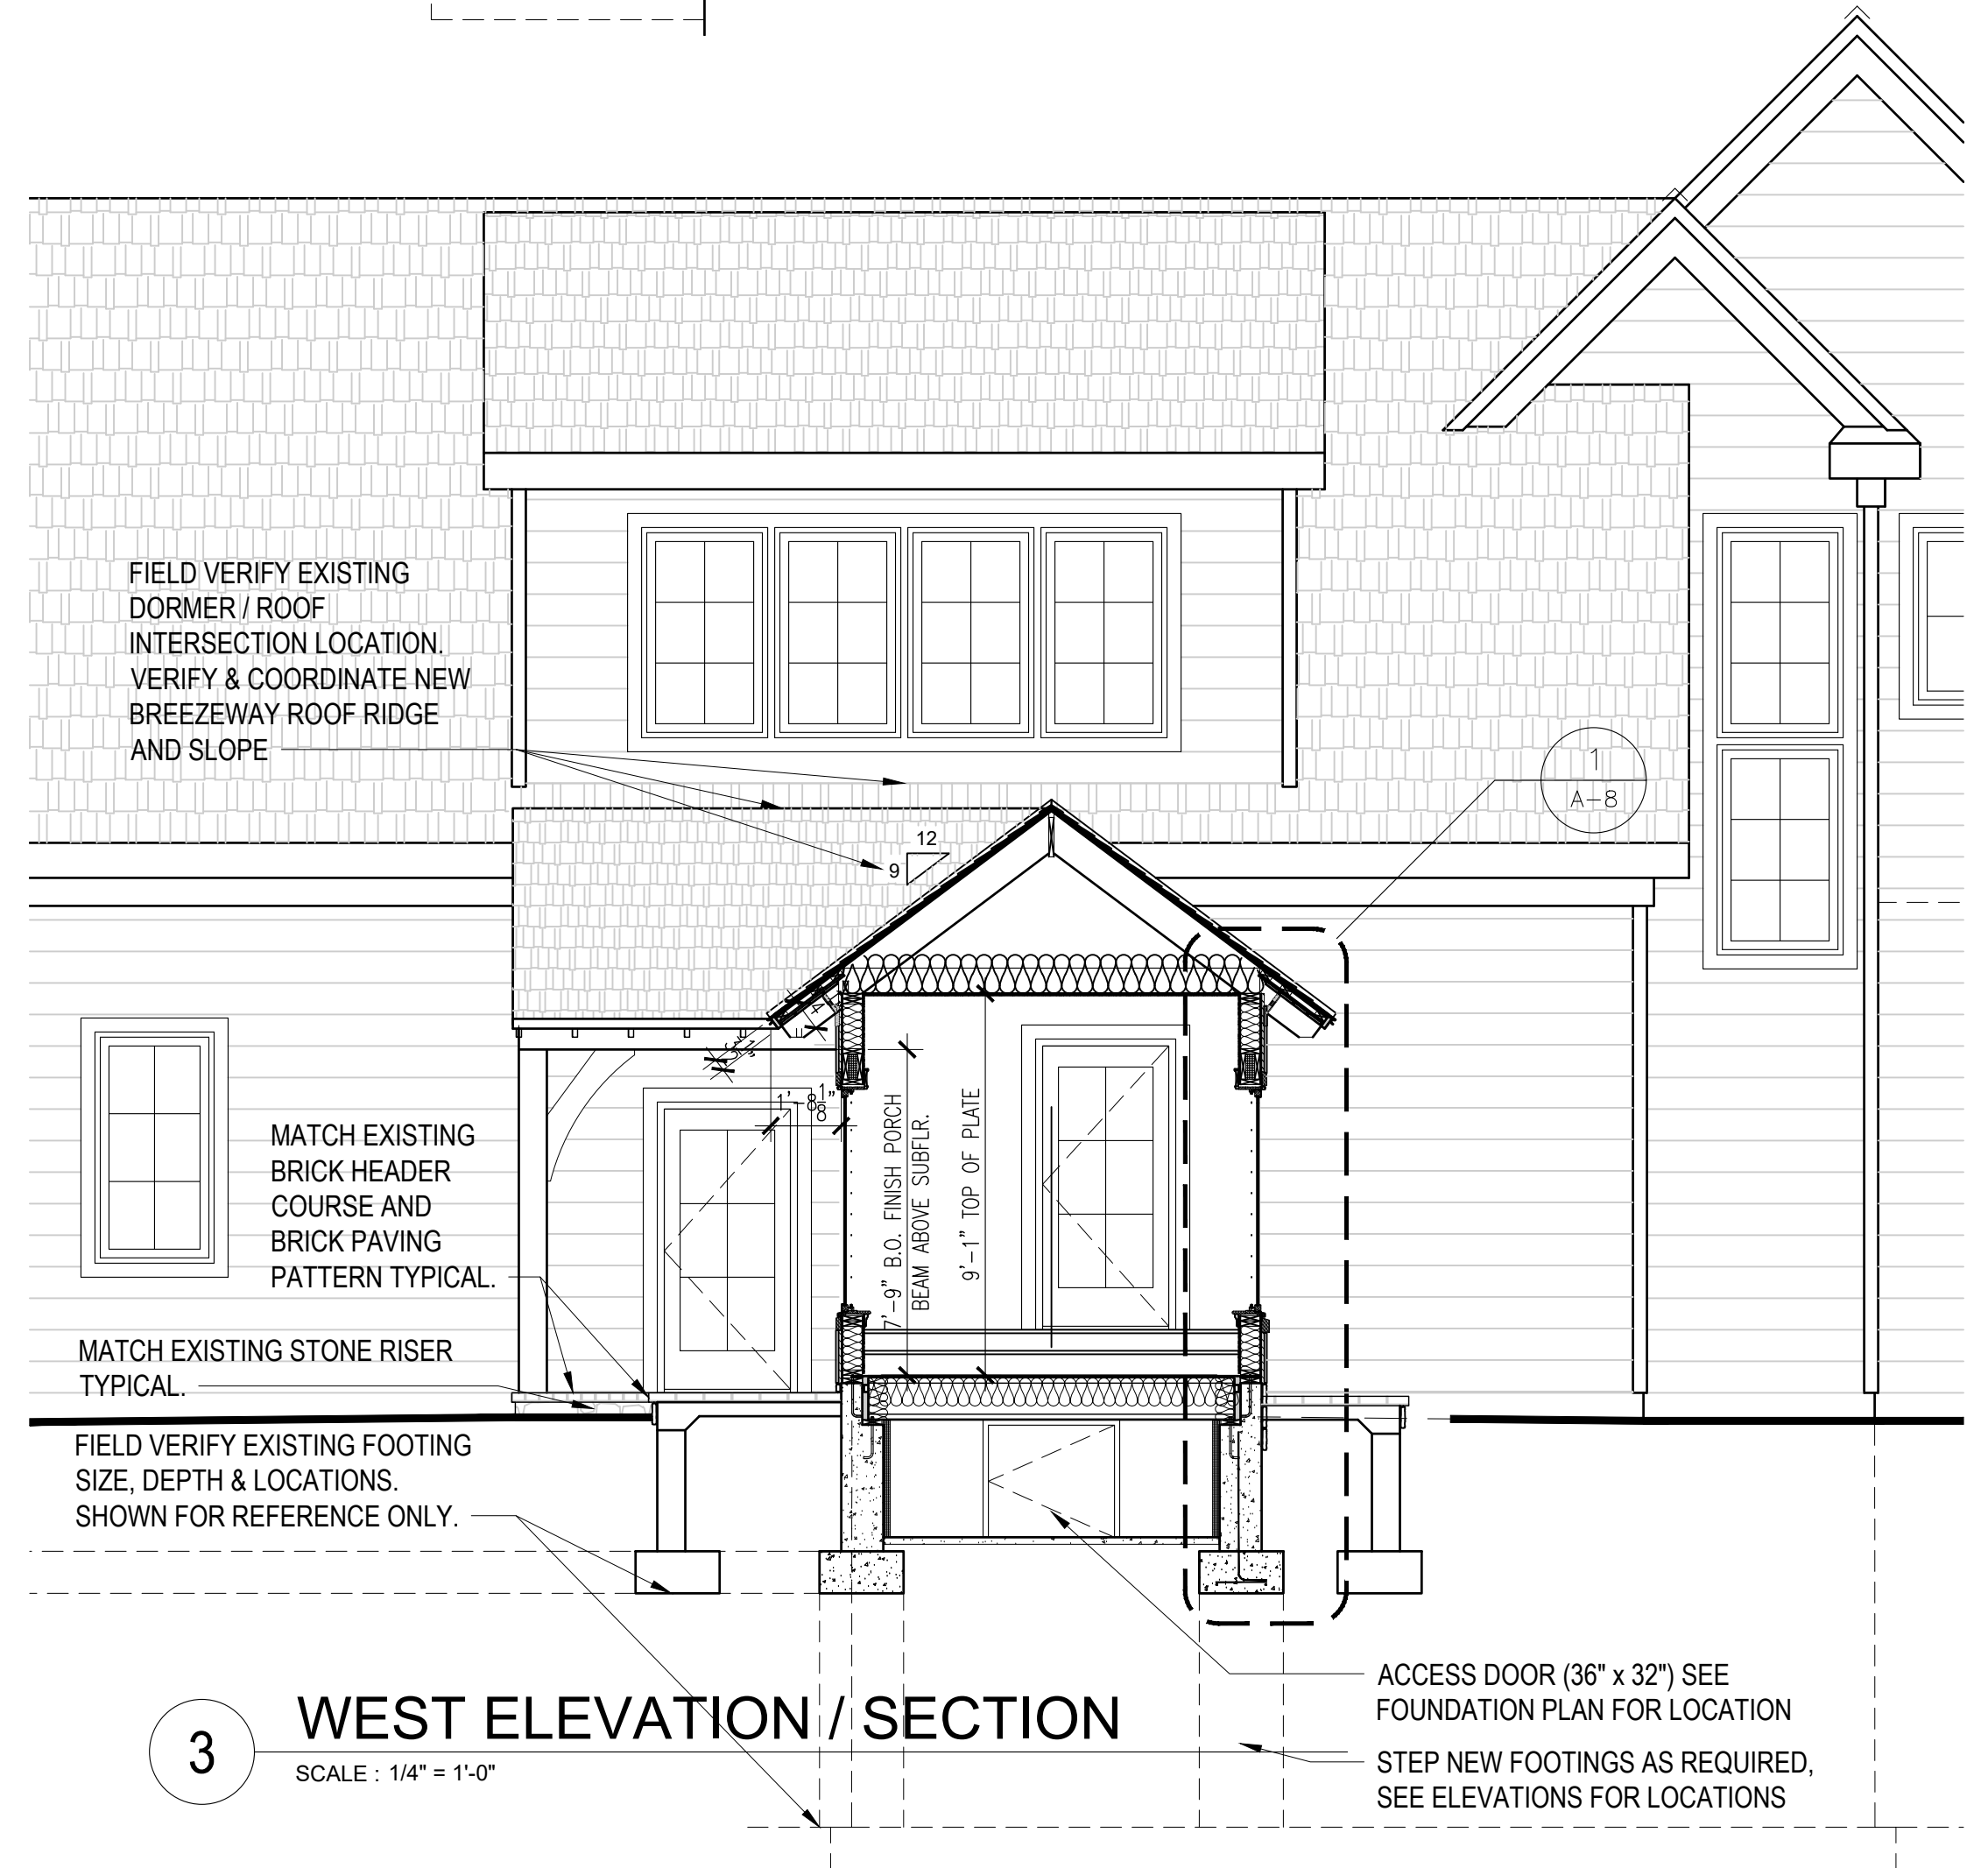 FIELD VERIFY EXISTING
DORMER / ROOF
INTERSECTION LOCATION.
VERIFY & COORDINATE NEW
BREEZEWAY ROOF RIDGE
AND SLOPE
1
A-8
12
9
1'-8 1/8"
7'-9" B.O. FINISH PORCH
BEAM ABOVE SUBFLR.
9'-1" TOP OF PLATE
MATCH EXISTING
BRICK HEADER
COURSE AND
BRICK PAVING
PATTERN TYPICAL.
MATCH EXISTING STONE RISER
TYPICAL.
FIELD VERIFY EXISTING FOOTING
SIZE, DEPTH & LOCATIONS.
SHOWN FOR REFERENCE ONLY.
ACCESS DOOR (36" x 32") SEE
FOUNDATION PLAN FOR LOCATION
STEP NEW FOOTINGS AS REQUIRED,
SEE ELEVATIONS FOR LOCATIONS
3
WEST ELEVATION / SECTION
SCALE : 1/4" = 1'-0"